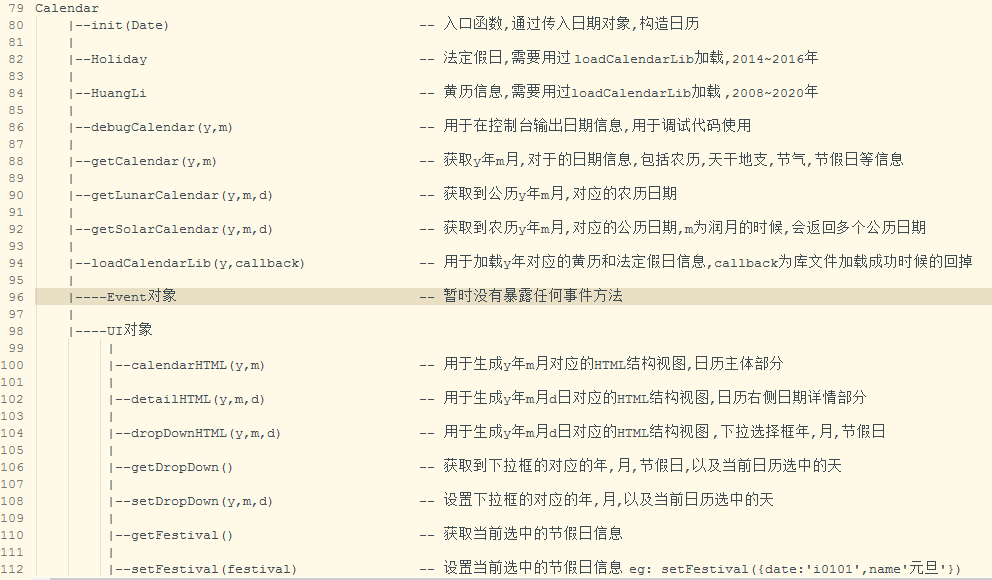 79 Calendar
80 |--init(Date) -- 入口函数,通过传入日期对象,构造日历
81 |
82 |--Holiday -- 法定假日,需要用过loadCalendarLib加载,2014~2016年
83 |
84 |--HuangLi -- 黄历信息,需要用过loadCalendarLib加载,2008~2020年
85 |
86 |--debugCalendar(y,m) -- 用于在控制台输出日期信息,用于调试代码使用
87 |
88 |--getCalendar(y,m) -- 获取y年m月,对于的日期信息,包括农历,天干地支,节气,节假日等信息
89 |
90 |--getLunarCalendar(y,m,d) -- 获取到公历y年m月,对应的农历日期
91 |
92 |--getSolarCalendar(y,m,d) -- 获取到农历y年m月,对应的公历日期,m为润月的时候,会返回多个公历日期
93 |
94 |--loadCalendarLib(y,callback) -- 用于加载y年对应的黄历和法定假日信息,callback为库文件加载成功时候的回掉
95 |
96 |----Event对象 -- 暂时没有暴露任何事件方法
97 |
98 |----UI对象
99 |
100 |--calendarHTML(y,m) -- 用于生成y年m月对应的HTML结构视图,日历主体部分
101 |
102 |--detailHTML(y,m,d) -- 用于生成y年m月d日对应的HTML结构视图,日历右侧日期详情部分
103 |
104 |--dropDownHTML(y,m,d) -- 用于生成y年m月d日对应的HTML结构视图,下拉选择框年,月,节假日
105 |
106 |--getDropDown() -- 获取到下拉框的对应的年,月,节假日,以及当前日历选中的天
107 |
108 |--setDropDown(y,m,d) -- 设置下拉框的对应的年,月,以及当前日历选中的天
109 |
110 |--getFestival() -- 获取当前选中的节假日信息
111 |
112 |--setFestival(festival) -- 设置当前选中的节假日信息 eg: setFestival({date:'i0101',name'元旦'})